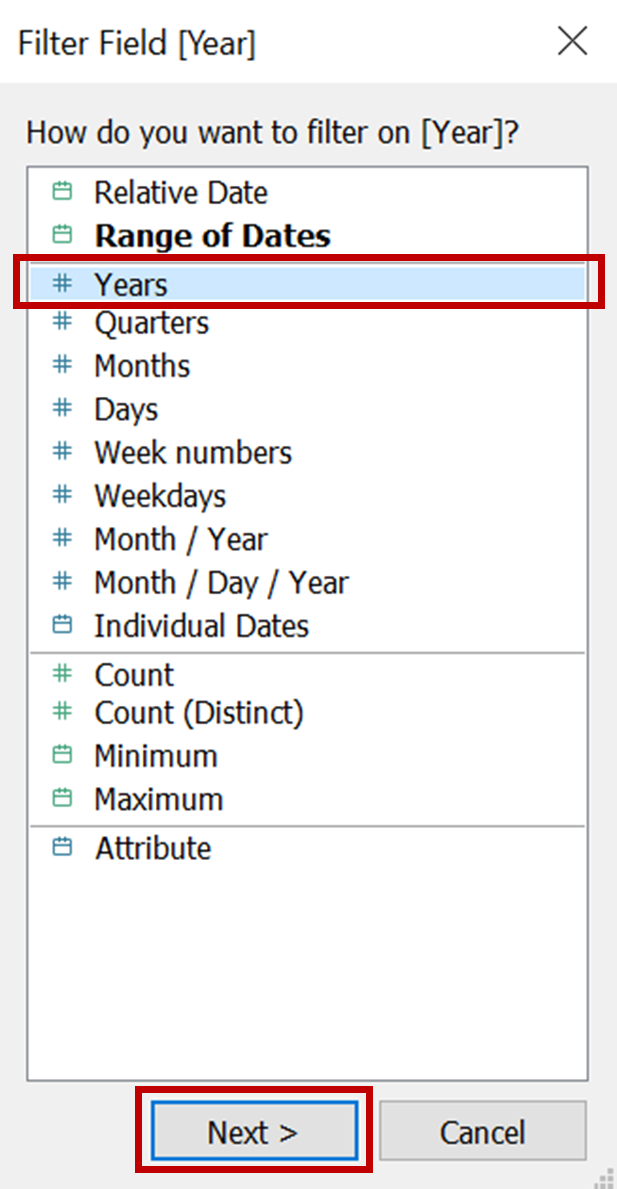 Filter Field [Year]
How do you want to filter on [Year]?
Relative Date
Range of Dates
Years
Quarters
Months
Days
Week numbers
Weekdays
Month / Year
Month / Day / Year
Individual Dates
Count
Count (Distinct)
Minimum
Maximum
Attribute
Next >
Cancel